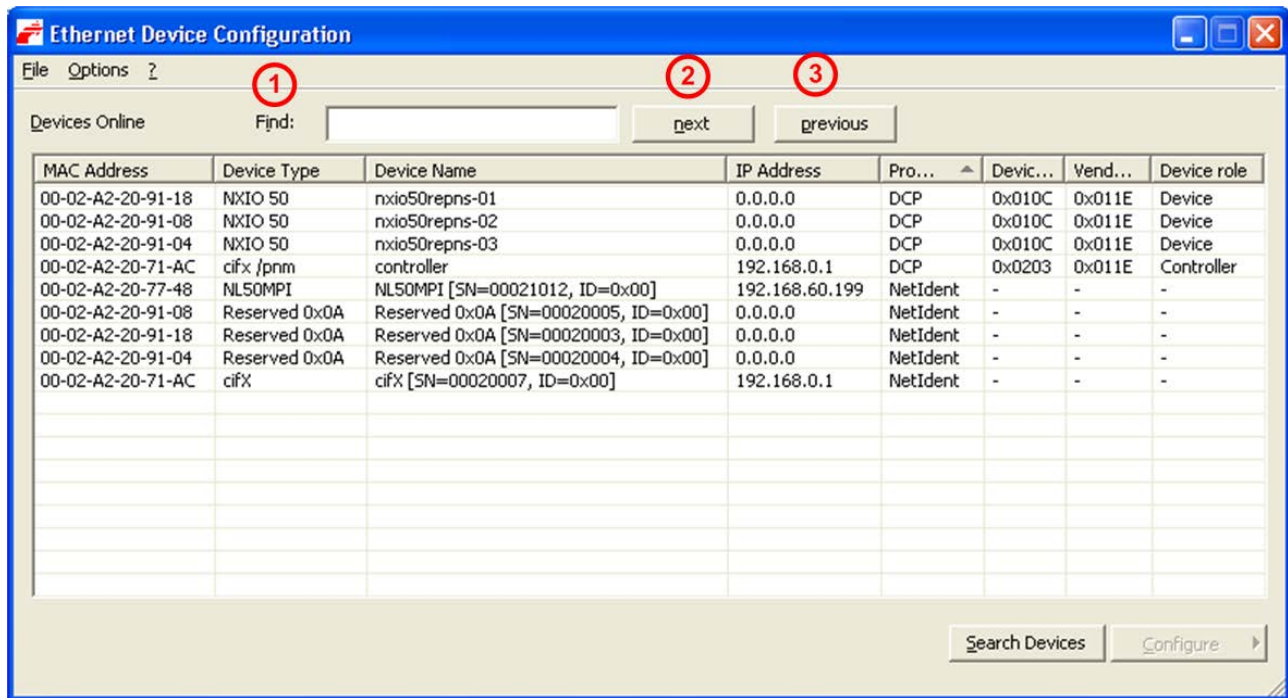 Ethernet Device Configuration
File Options ?
1 2 3
Devices Online Find: next previous
MAC Address Device Type Device Name IP Address Pro... Devic... Vend... Device role
00-02-A2-20-91-18 NXIO 50 nxio50repns-01 0.0.0.0 DCP 0x010C 0x011E Device
00-02-A2-20-91-08 NXIO 50 nxio50repns-02 0.0.0.0 DCP 0x010C 0x011E Device
00-02-A2-20-91-04 NXIO 50 nxio50repns-03 0.0.0.0 DCP 0x010C 0x011E Device
00-02-A2-20-71-AC cifx /pnm controller 192.168.0.1 DCP 0x0203 0x011E Controller
00-02-A2-20-77-48 NL50MPI NL50MPI [SN=00021012, ID=0x00] 192.168.60.199 NetIdent - - -
00-02-A2-20-91-08 Reserved 0x0A Reserved 0x0A [SN=00020005, ID=0x00] 0.0.0.0 NetIdent - - -
00-02-A2-20-91-18 Reserved 0x0A Reserved 0x0A [SN=00020003, ID=0x00] 0.0.0.0 NetIdent - - -
00-02-A2-20-91-04 Reserved 0x0A Reserved 0x0A [SN=00020004, ID=0x00] 0.0.0.0 NetIdent - - -
00-02-A2-20-71-AC cifX cifX [SN=00020007, ID=0x00] 192.168.0.1 NetIdent - - -
Search Devices Configure